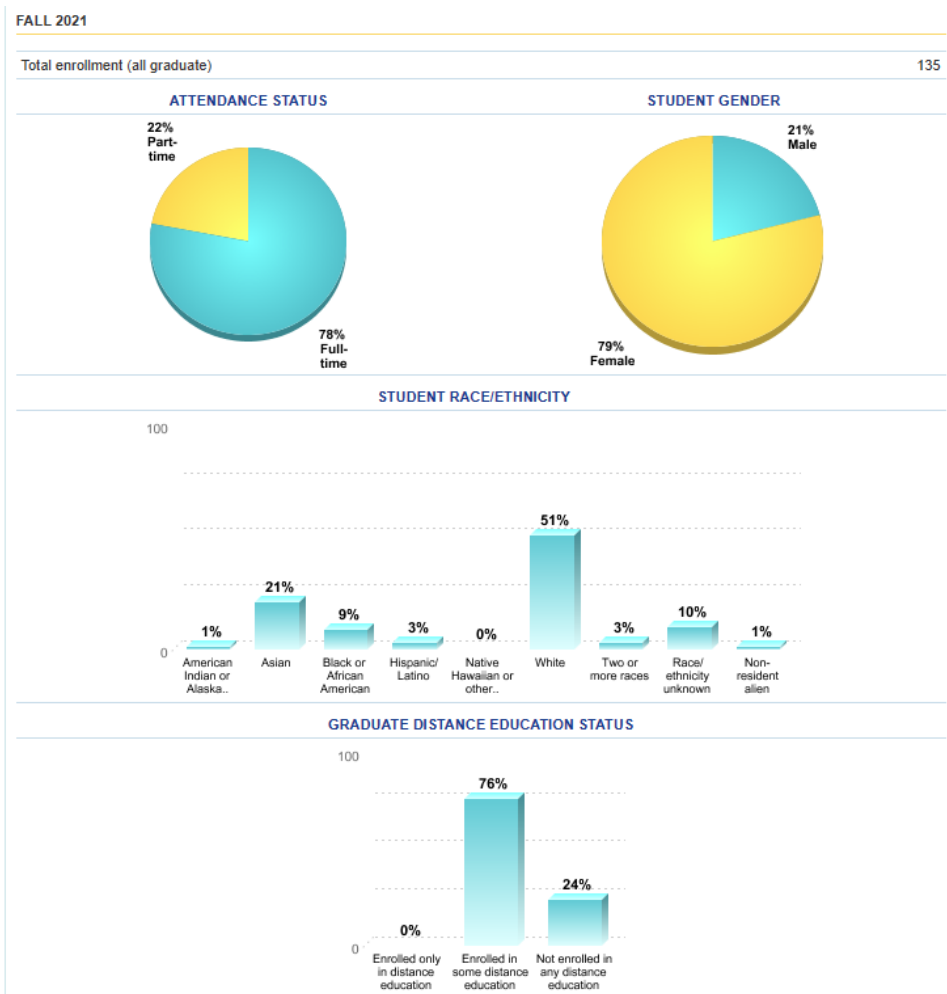 FALL 2021
Total enrollment (all graduate) 135
ATTENDANCE STATUS
22%
Part-
time
78%
Full-
time
STUDENT GENDER
21%
Male
79%
Female
STUDENT RACE/ETHNICITY
100
0
1%
21%
9%
3%
0%
51%
3%
10%
1%
American
Indian or
Alaska..
Asian
Black or
African
American
Hispanic/
Latino
Native
Hawaiian or
other..
White
Two or
more races
Race/
ethnicity
unknown
Non-
resident
alien
GRADUATE DISTANCE EDUCATION STATUS
100
0
0%
76%
24%
Enrolled only
in distance
education
Enrolled in
some distance
education
Not enrolled in
any distance
education